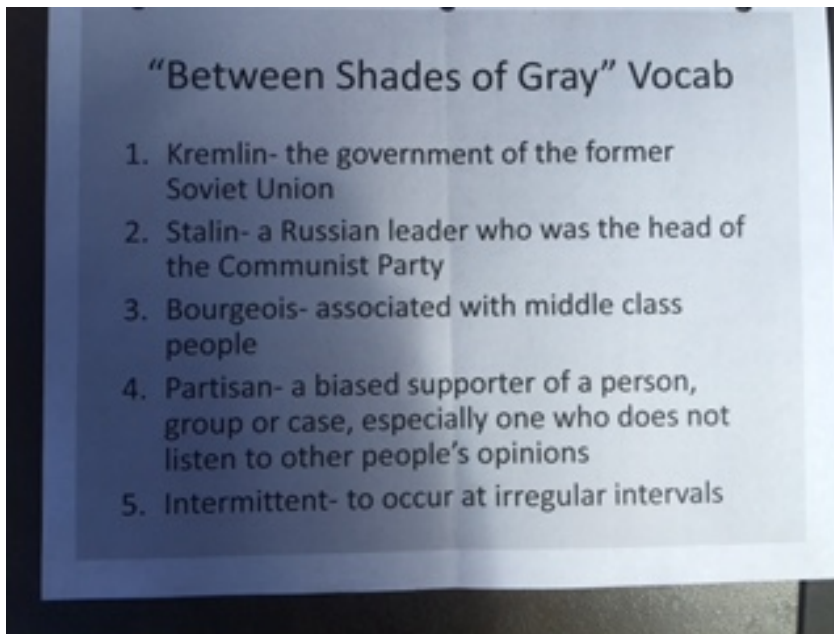 “Between Shades of Gray” Vocab
1. Kremlin- the government of the former
Soviet Union
2. Stalin- a Russian leader who was the head of
the Communist Party
3. Bourgeois- associated with middle class
people
4. Partisan- a biased supporter of a person,
group or case, especially one who does not
listen to other people’s opinions
5. Intermittent- to occur at irregular intervals